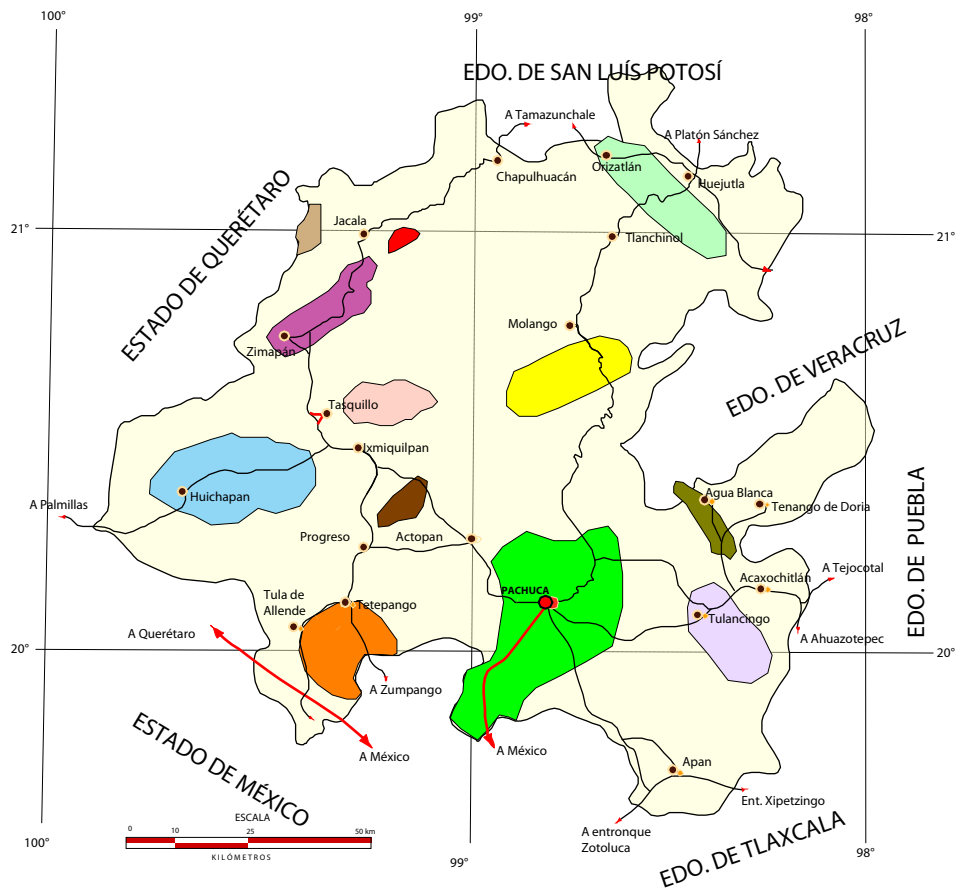 100°
99°
98°
EDO. DE SAN LUÍS POTOSÍ
A Tamazunchale
A Platón Sánchez
Chapulhuacán
Orizatlán
Huejutla
ESTADO DE QUERÉTARO
Jacala
21°
Tlanchinol
21°
Molango
Zimapán
EDO. DE VERACRUZ
Tasquillo
Ixmiquilpan
Huichapan
Agua Blanca
A Palmillas
Tenango de Doria
EDO. DE PUEBLA
Progreso
Actopan
A Tejocotal
Acaxochitlán
PACHUCA
Tula de
Allende
Tetepango
Tulancingo
A Querétaro
A Ahuazotepec
20°
20°
A Zumpango
ESTADO DE MÉXICO
A México
A México
Apan
Ent. Xipetzingo
ESCALA
0
10
25
50 km
KILÓMETROS
A entronque
Zotoluca
EDO. DE TLAXCALA
100°
99°
98°